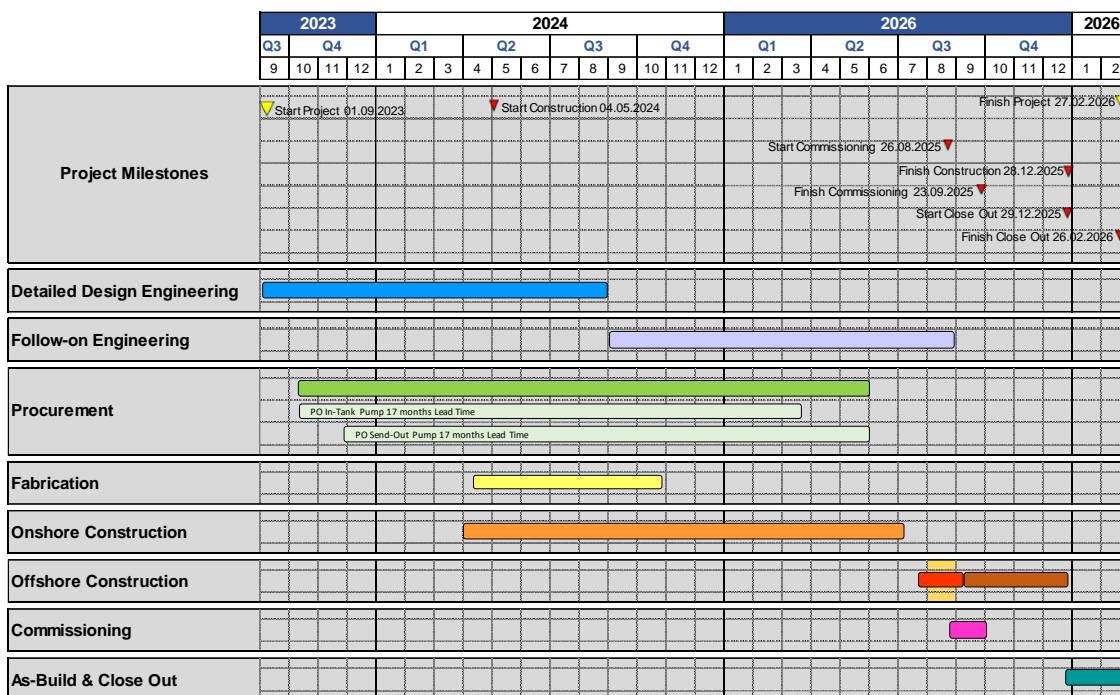 2023 2024 2026 2026
Q3 Q4 Q1 Q2 Q3 Q4 Q1 Q2 Q3 Q4
9 10 11 12 1 2 3 4 5 6 7 8 9 10 11 12 1 2 3 4 5 6 7 8 9 10 11 12 1 2
Project Milestones
Finish Project 27.02.2026
Start Project 01.09.2023
Start Construction 04.05.2024
Start Commissioning 26.08.2025
Finish Construction 28.12.2025
Finish Commissioning 23.09.2025
Start Close Out 29.12.2025
Finish Close Out 26.02.2026
Detailed Design Engineering
Follow-on Engineering
Procurement
PO In-Tank Pump 17 months Lead Time
PO Send-Out Pump 17 months Lead Time
Fabrication
Onshore Construction
Offshore Construction
Commissioning
As-Build & Close Out